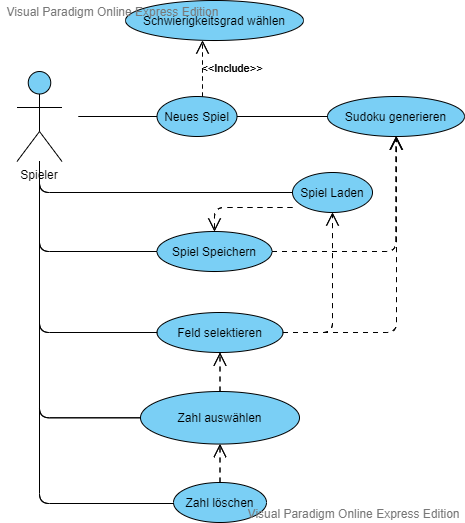 Visual Paradigm Online Express Edition
Schwierigkeitsgrad wählen
<<Include>>
Neues Spiel
Sudoku generieren
Spieler
Spiel Laden
Spiel Speichern
Feld selektieren
Zahl auswählen
Zahl löschen
Visual Paradigm Online Express Edition